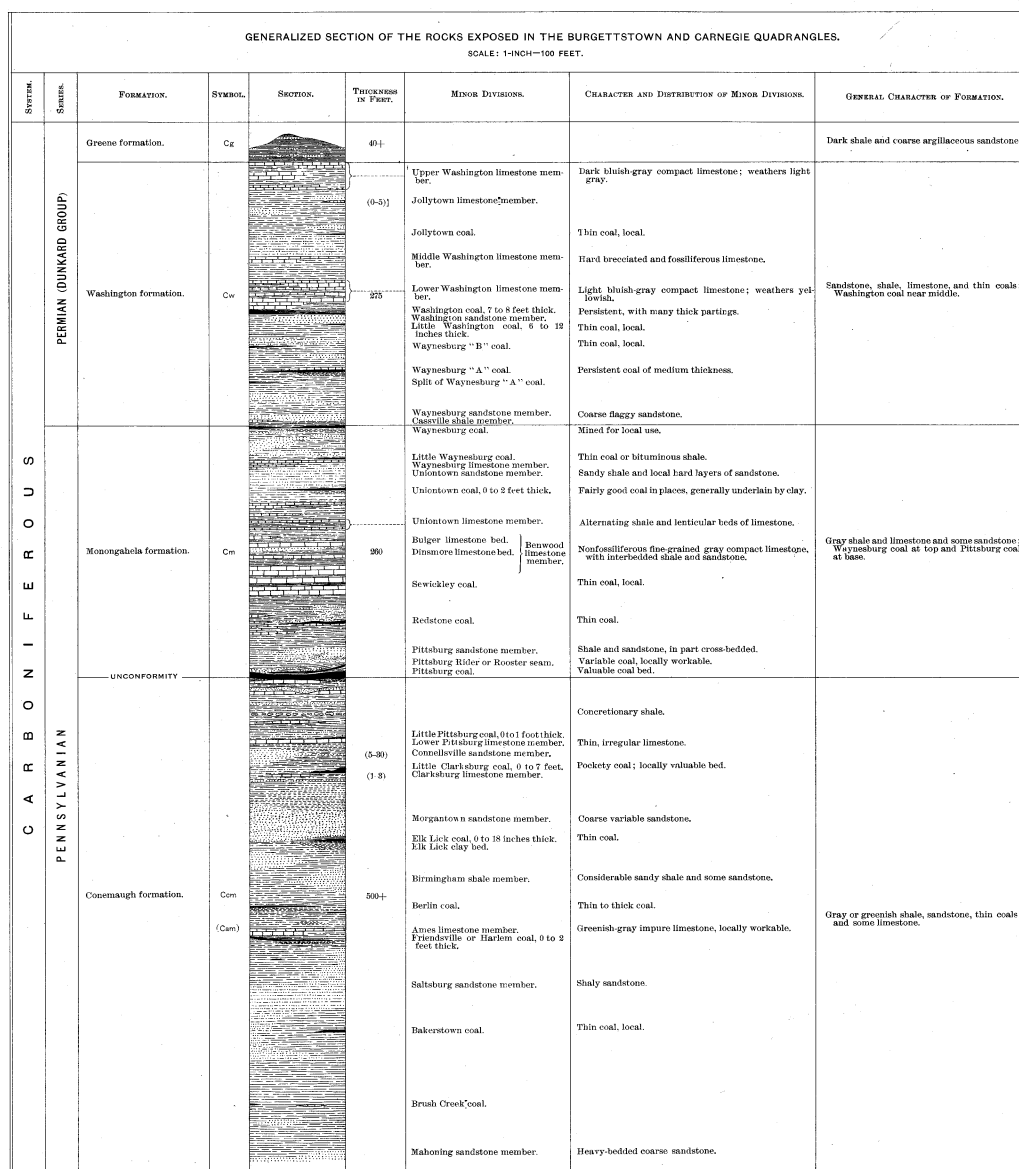 GENERALIZED SECTION OF THE ROCKS EXPOSED IN THE BURGETTSTOWN AND CARNEGIE QUADRANGLES.
SCALE: 1-INCH—100 FEET.
SYSTEM.
SERIES.
FORMATION.
SYMBOL.
SECTION.
THICKNESS
IN FEET.
MINOR DIVISIONS.
CHARACTER AND DISTRIBUTION OF MINOR DIVISIONS.
GENERAL CHARACTER OF FORMATION.
CARBONIFEROUS
PERMIAN (DUNKARD GROUP)
Greene formation.
Cg
40+
Dark shale and coarse argillaceous sandstone
Washington formation.
Cw
275
Upper Washington limestone mem-
ber.
Dark bluish-gray compact limestone; weathers light
gray.
(0-5)
Jollytown limestone member.
Jollytown coal.
Thin coal, local.
Middle Washington limestone mem-
ber.
Hard brecciated and fossiliferous limestone.
Lower Washington limestone mem-
ber.
Light bluish-gray compact limestone; weathers yel-
lowish.
Sandstone, shale, limestone, and thin coals
Washington coal near middle.
Washington coal, 7 to 8 feet thick.
Persistent, with many thick partings.
Washington sandstone member.
Little Washington coal, 6 to 12
inches thick.
Thin coal, local.
Waynesburg "B" coal.
Thin coal, local.
Waynesburg "A" coal.
Persistent coal of medium thickness.
Split of Waynesburg "A" coal.
Waynesburg sandstone member.
Coarse flaggy sandstone.
Cassville shale member.
PENNSYLVANIAN
Monongahela formation.
Cm
260
Waynesburg coal.
Mined for local use.
Little Waynesburg coal.
Thin coal or bituminous shale.
Waynesburg limestone member.
Uniontown sandstone member.
Sandy shale and local hard layers of sandstone.
Uniontown coal, 0 to 2 feet thick.
Fairly good coal in places, generally underlain by clay.
Uniontown limestone member.
Alternating shale and lenticular beds of limestone.
Bulger limestone bed.
Dinsmore limestone bed.
Benwood
limestone
member.
Nonfossiliferous fine-grained gray compact limestone,
with interbedded shale and sandstone.
Gray shale and limestone and some sandstone;
Waynesburg coal at top and Pittsburg coal
at base.
Sewickley coal.
Thin coal, local.
Redstone coal.
Thin coal.
Pittsburg sandstone member.
Shale and sandstone, in part cross-bedded.
Pittsburg Rider or Rooster seam.
Variable coal, locally workable.
Pittsburg coal.
Valuable coal bed.
UNCONFORMITY
Conemaugh formation.
Ccm
500+
Concretionary shale.
Little Pittsburg coal, 0 to 1 foot thick.
Lower Pittsburg limestone member.
Thin, irregular limestone.
(5-30)
Connellsville sandstone member.
Little Clarksburg coal, 0 to 7 feet.
Pockety coal; locally valuable bed.
(1-3)
Clarksburg limestone member.
Morgantown sandstone member.
Coarse variable sandstone.
Elk Lick coal, 0 to 18 inches thick.
Thin coal.
Elk Lick clay bed.
Birmingham shale member.
Considerable sandy shale and some sandstone.
Berlin coal.
Thin to thick coal.
Gray or greenish shale, sandstone, thin coals
and some limestone.
(Cam)
Ames limestone member.
Greenish-gray impure limestone, locally workable.
Friendsville or Harlem coal, 0 to 2
feet thick.
Saltsburg sandstone member.
Shaly sandstone.
Bakerstown coal.
Thin coal, local.
Brush Creek coal.
Mahoning sandstone member.
Heavy-bedded coarse sandstone.